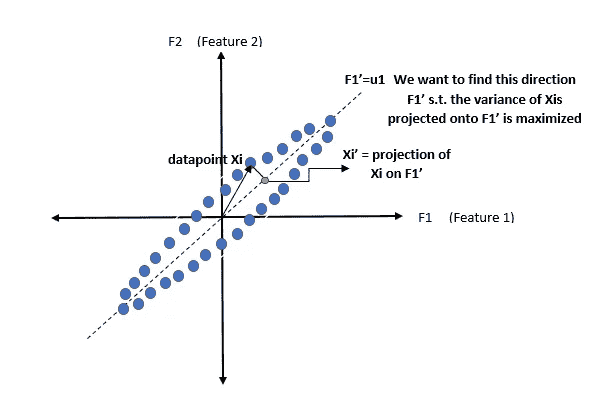 F2 (Feature 2)
F1’=u1 We want to find this direction
F1’ s.t. the variance of Xis
projected onto F1’ is maximized
datapoint Xi
Xi’ = projection of
Xi on F1’
F1 (Feature 1)